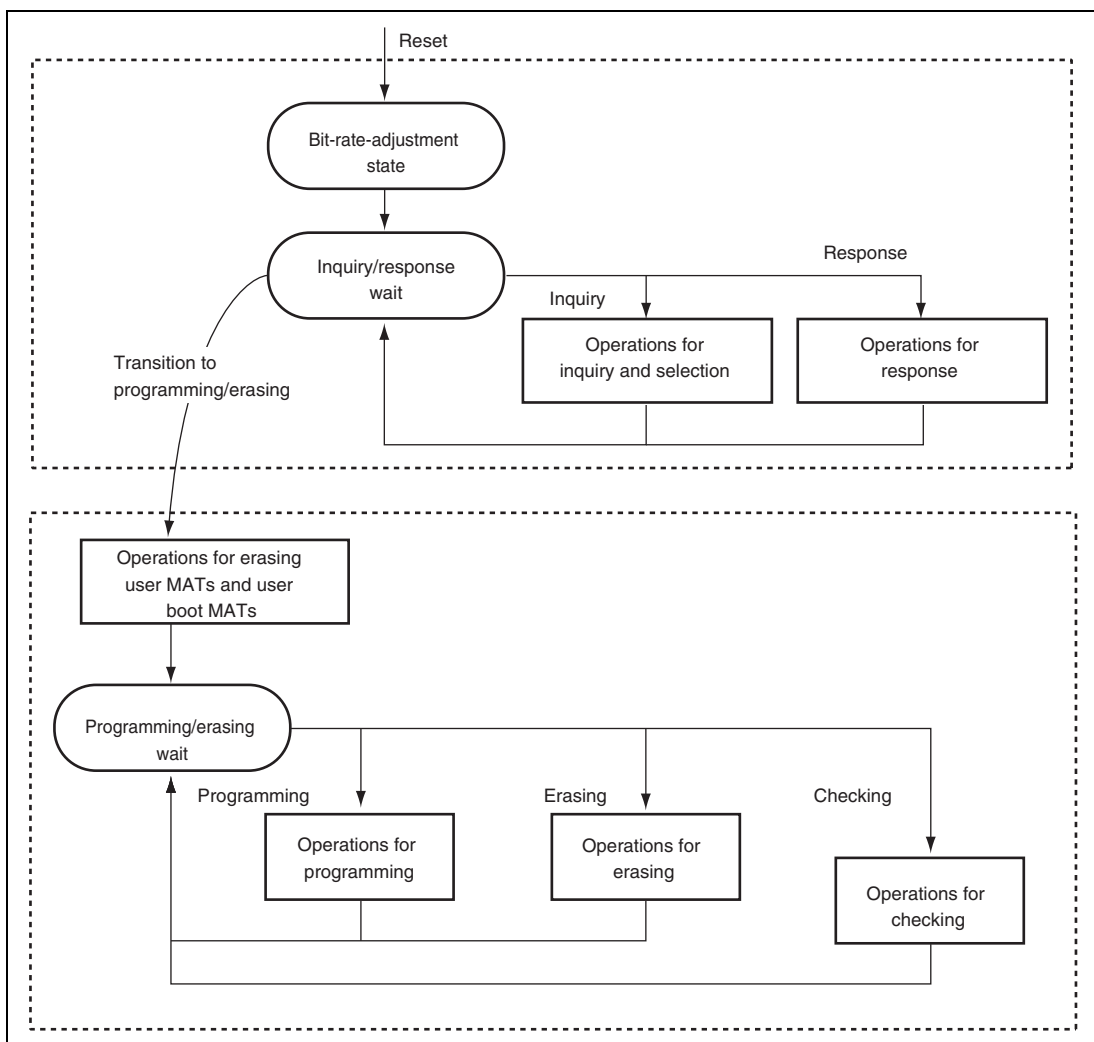 Reset
Bit-rate-adjustment
state
Inquiry/response
wait
Response
Inquiry
Operations for
inquiry and selection
Operations for
response
Transition to
programming/erasing
Operations for erasing
user MATs and user
boot MATs
Programming/erasing
wait
Programming
Erasing
Checking
Operations for
programming
Operations for
erasing
Operations for
checking